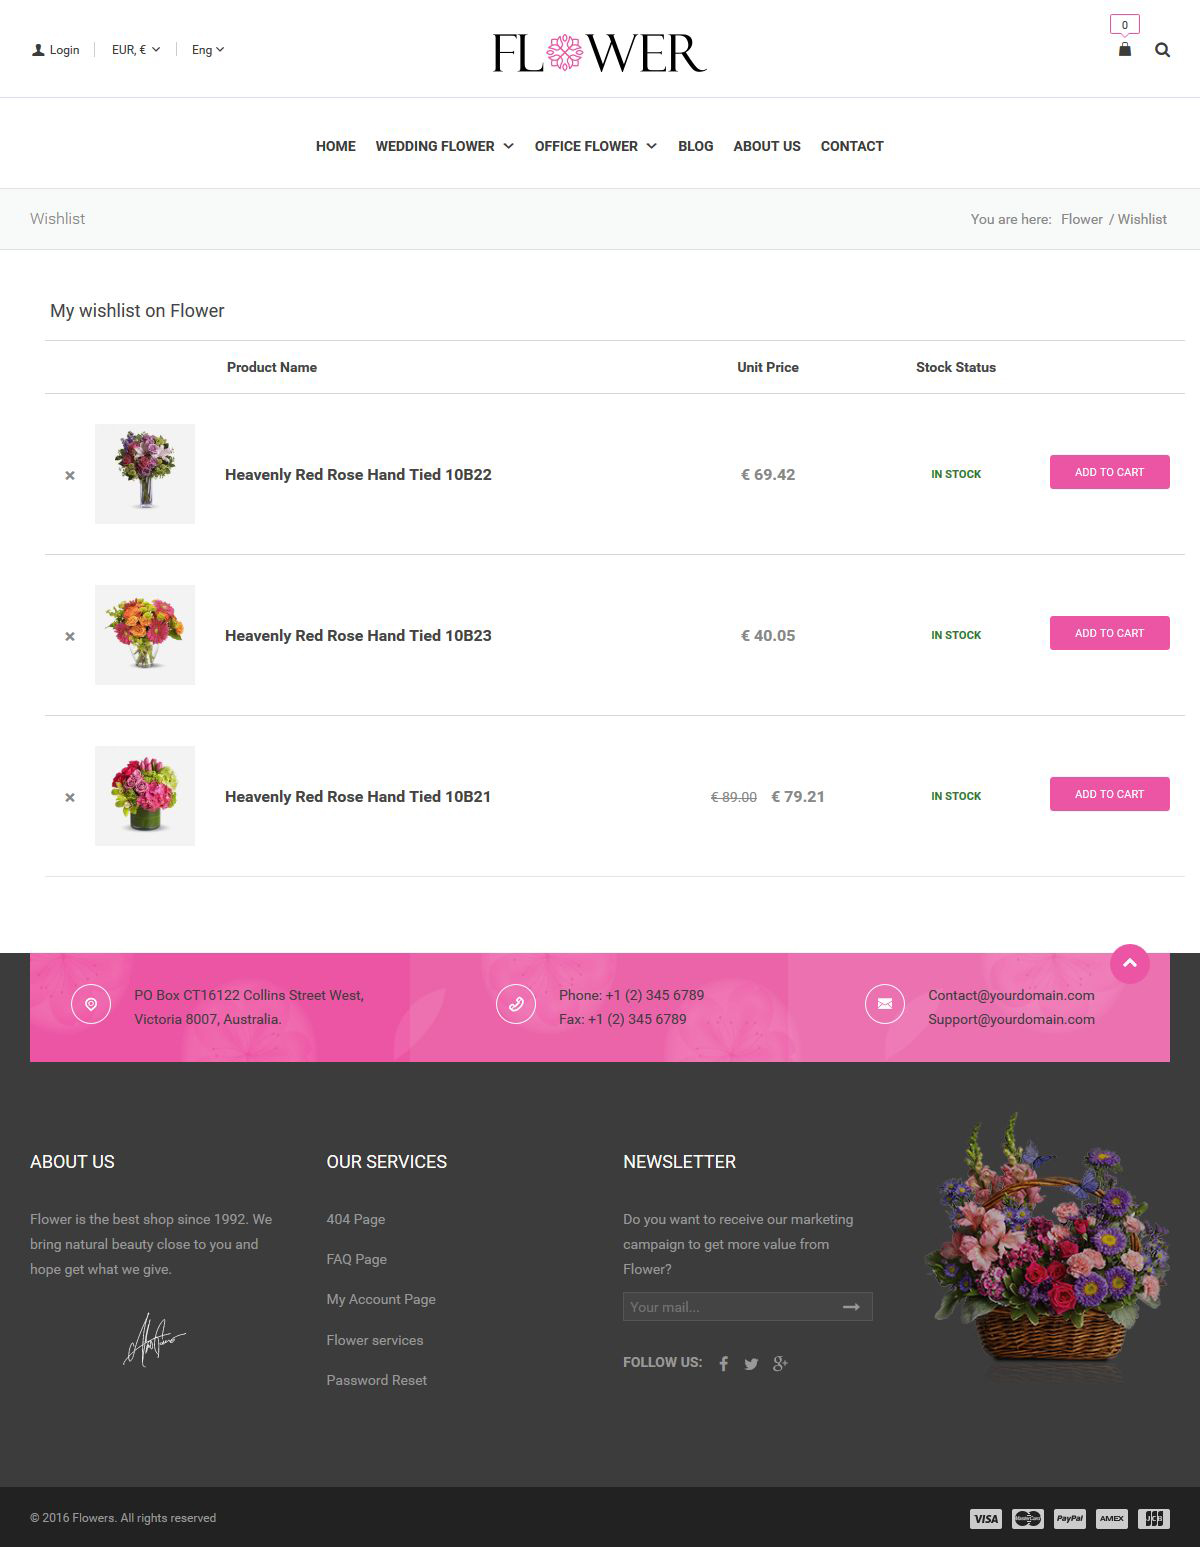 Login
EUR, €
Eng
FLOWER
0
HOME WEDDING FLOWER OFFICE FLOWER BLOG ABOUT US CONTACT
Wishlist
You are here: Flower / Wishlist
My wishlist on Flower
Product Name Unit Price Stock Status
× Heavenly Red Rose Hand Tied 10B22 € 69.42 IN STOCK ADD TO CART
× Heavenly Red Rose Hand Tied 10B23 € 40.05 IN STOCK ADD TO CART
× Heavenly Red Rose Hand Tied 10B21 € 89.00 € 79.21 IN STOCK ADD TO CART
PO Box CT16122 Collins Street West,
Victoria 8007, Australia.
Phone: +1 (2) 345 6789
Fax: +1 (2) 345 6789
Contact@yourdomain.com
Support@yourdomain.com
ABOUT US
Flower is the best shop since 1992. We
bring natural beauty close to you and
hope get what we give.
OUR SERVICES
404 Page
FAQ Page
My Account Page
Flower services
Password Reset
NEWSLETTER
Do you want to receive our marketing
campaign to get more value from
Flower?
Your mail...
FOLLOW US:
© 2016 Flowers. All rights reserved
VISA MasterCard PayPal AMEX JCB